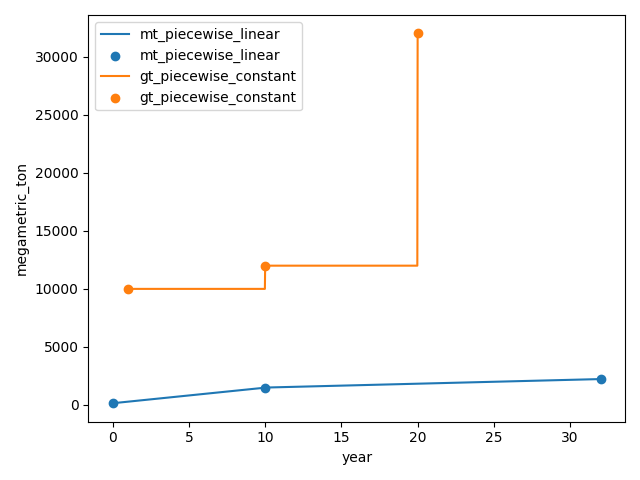 mt_piecewise_linear
mt_piecewise_linear
gt_piecewise_constant
gt_piecewise_constant
megametric_ton
30000
25000
20000
15000
10000
5000
0
0 5 10 15 20 25 30
year